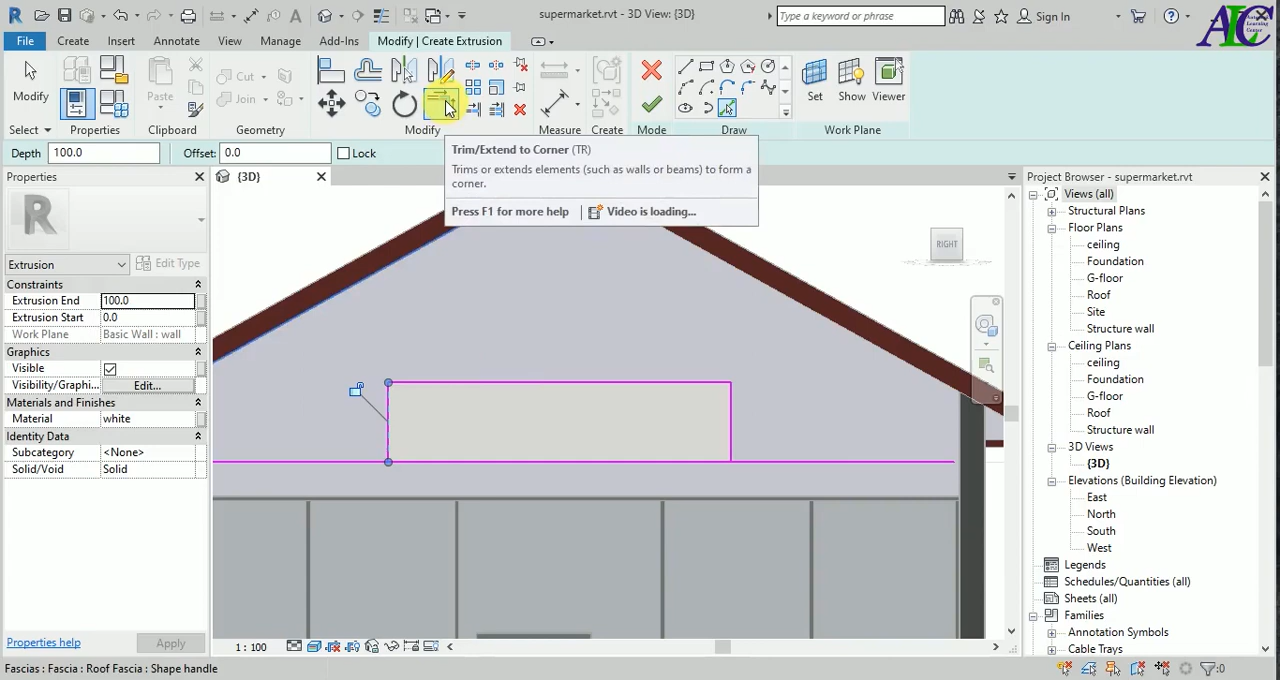 supermarket.rvt - 3D View: {3D}
Type a keyword or phrase
Sign In
ALC
File
Create
Insert
Annotate
View
Manage
Add-Ins
Modify | Create Extrusion
Modify
Paste
Cut
Join
Set
Show
Viewer
Select
Properties
Clipboard
Geometry
Modify
Measure
Create
Mode
Draw
Work Plane
Depth 100.0
Offset: 0.0
Lock
Trim/Extend to Corner (TR)
Trims or extends elements (such as walls or beams) to form a
corner.
Press F1 for more help
Video is loading...
Properties
{3D}
Extrusion
Edit Type
Constraints
Extrusion End 100.0
Extrusion Start 0.0
Work Plane Basic Wall : wall
Graphics
Visible
Visibility/Graphi... Edit...
Materials and Finishes
Material white
Identity Data
Subcategory <None>
Solid/Void Solid
Properties help
Apply
RIGHT
Project Browser - supermarket.rvt
Views (all)
Structural Plans
Floor Plans
ceiling
Foundation
G-floor
Roof
Site
Structure wall
Ceiling Plans
ceiling
Foundation
G-floor
Roof
Structure wall
3D Views
{3D}
Elevations (Building Elevation)
East
North
South
West
Legends
Schedules/Quantities (all)
Sheets (all)
Families
Annotation Symbols
Cable Trays
1 : 100
Fascias : Fascia : Roof Fascia : Shape handle
:0